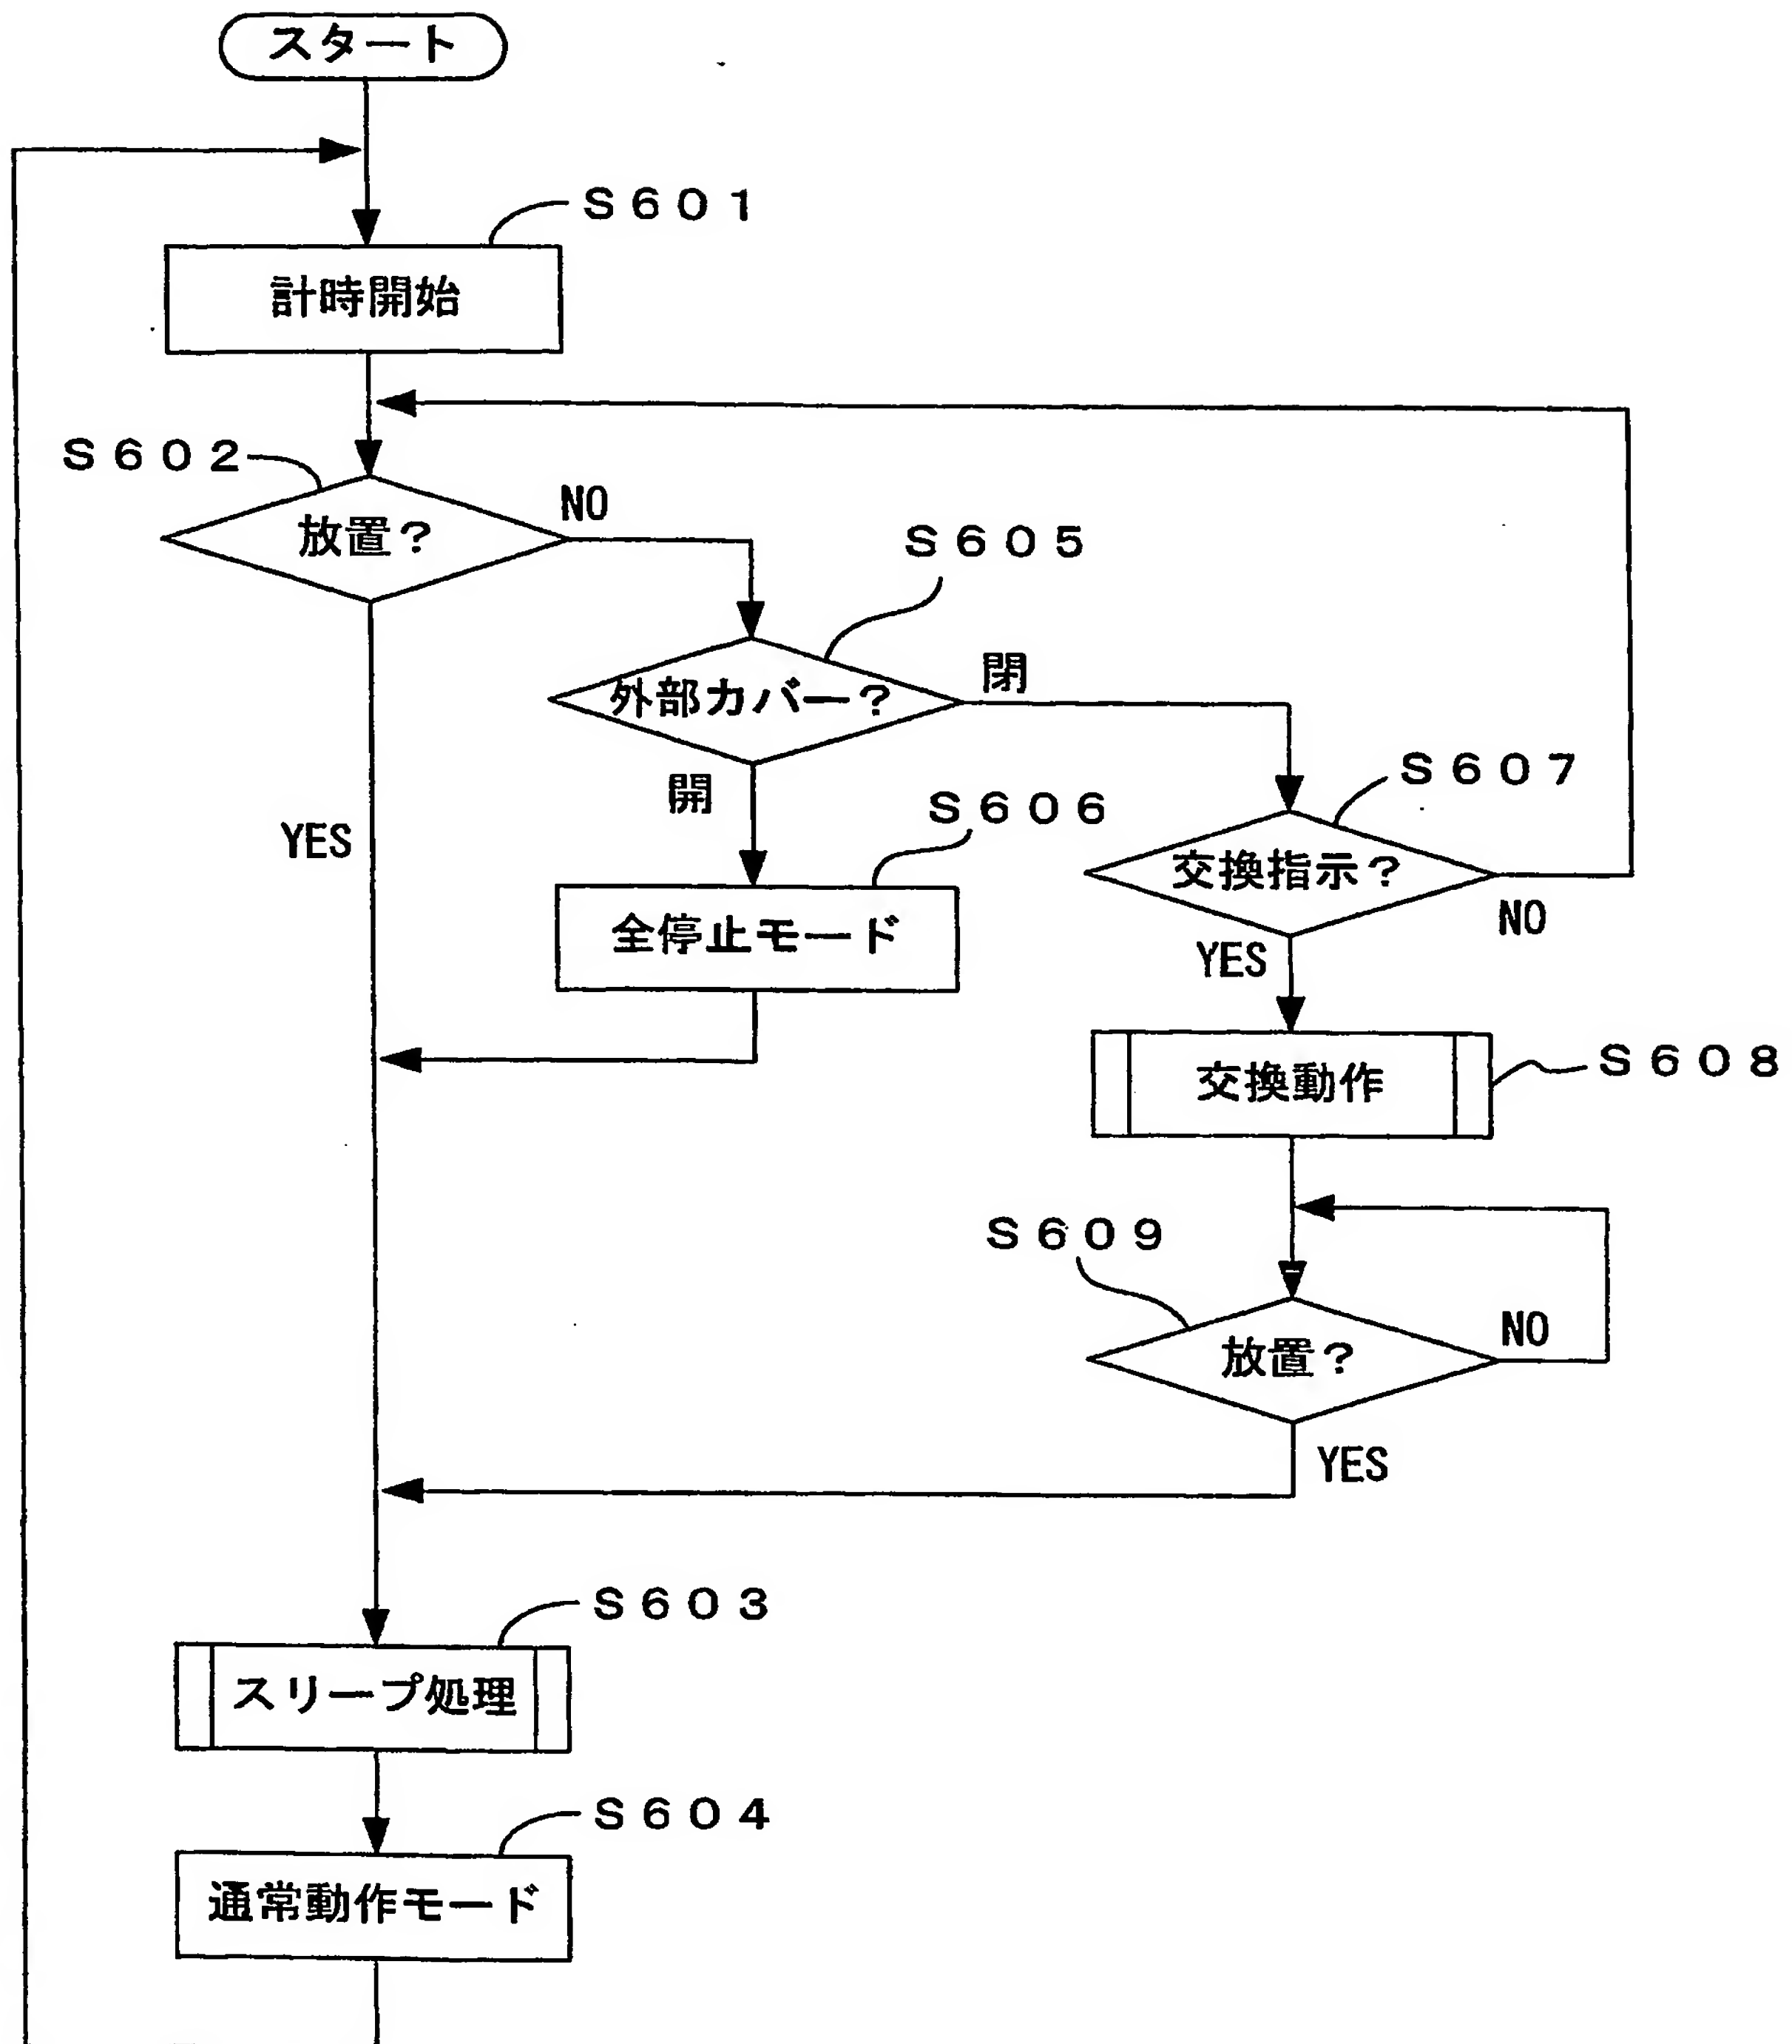 スタート
S601
計時開始
S602
放置?
NO
S605
外部カバー?
閉
開
YES
S606
全停止モード
S607
交換指示?
NO
YES
交換動作
S608
S609
放置?
NO
YES
S603
スリープ処理
S604
通常動作モード